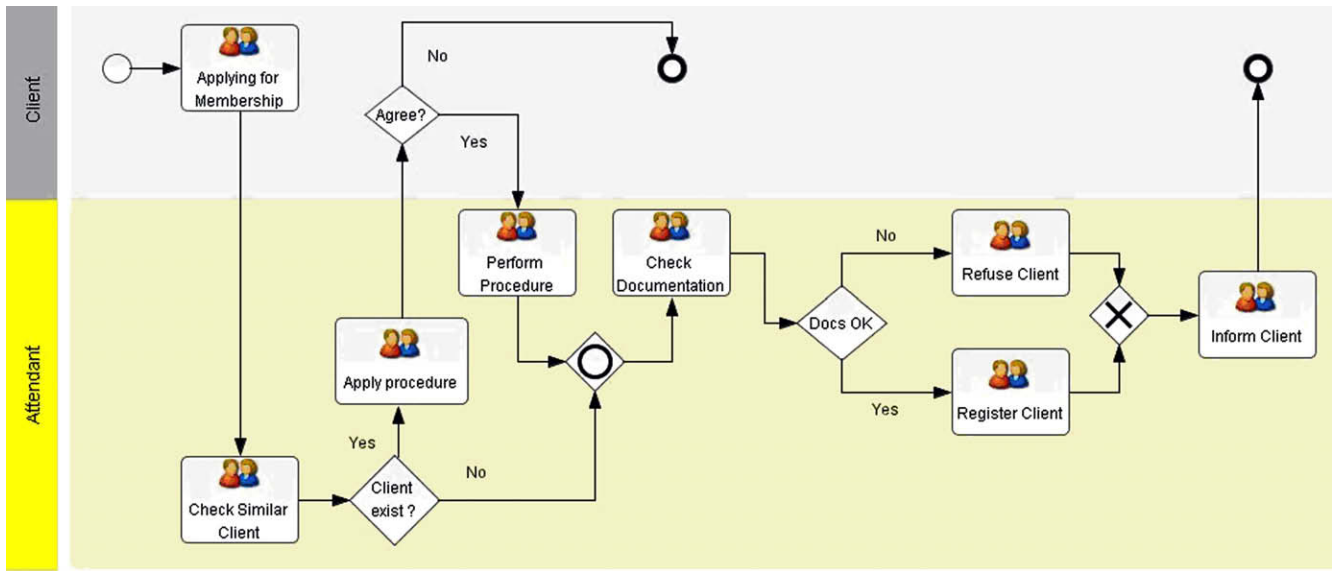 Client
Applying for
Membership
No
Agree?
Yes
Attendant
Perform
Procedure
Check
Documentation
No
Refuse Client
Docs OK
Inform Client
Apply procedure
Yes
Register Client
Yes
No
Check Similar
Client
Client
exist ?